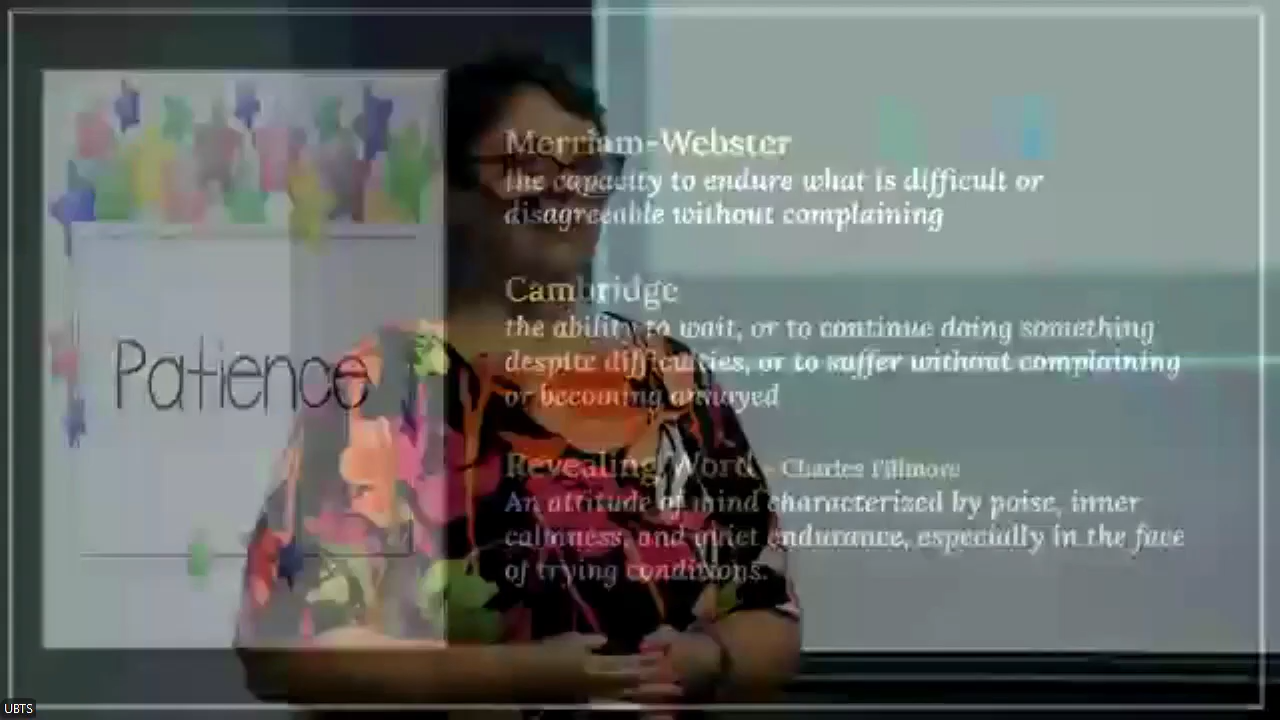 Patience
Merriam-Webster
the capacity to endure what is difficult or
disagreeable without complaining
Cambridge
the ability to wait, or to continue doing something
despite difficulties, or to suffer without complaining
or becoming annoyed
Revealing Word - Charles Fillmore
An attitude of mind characterized by poise, inner
calmness, and quiet endurance, especially in the face
of trying conditions.
UBTS